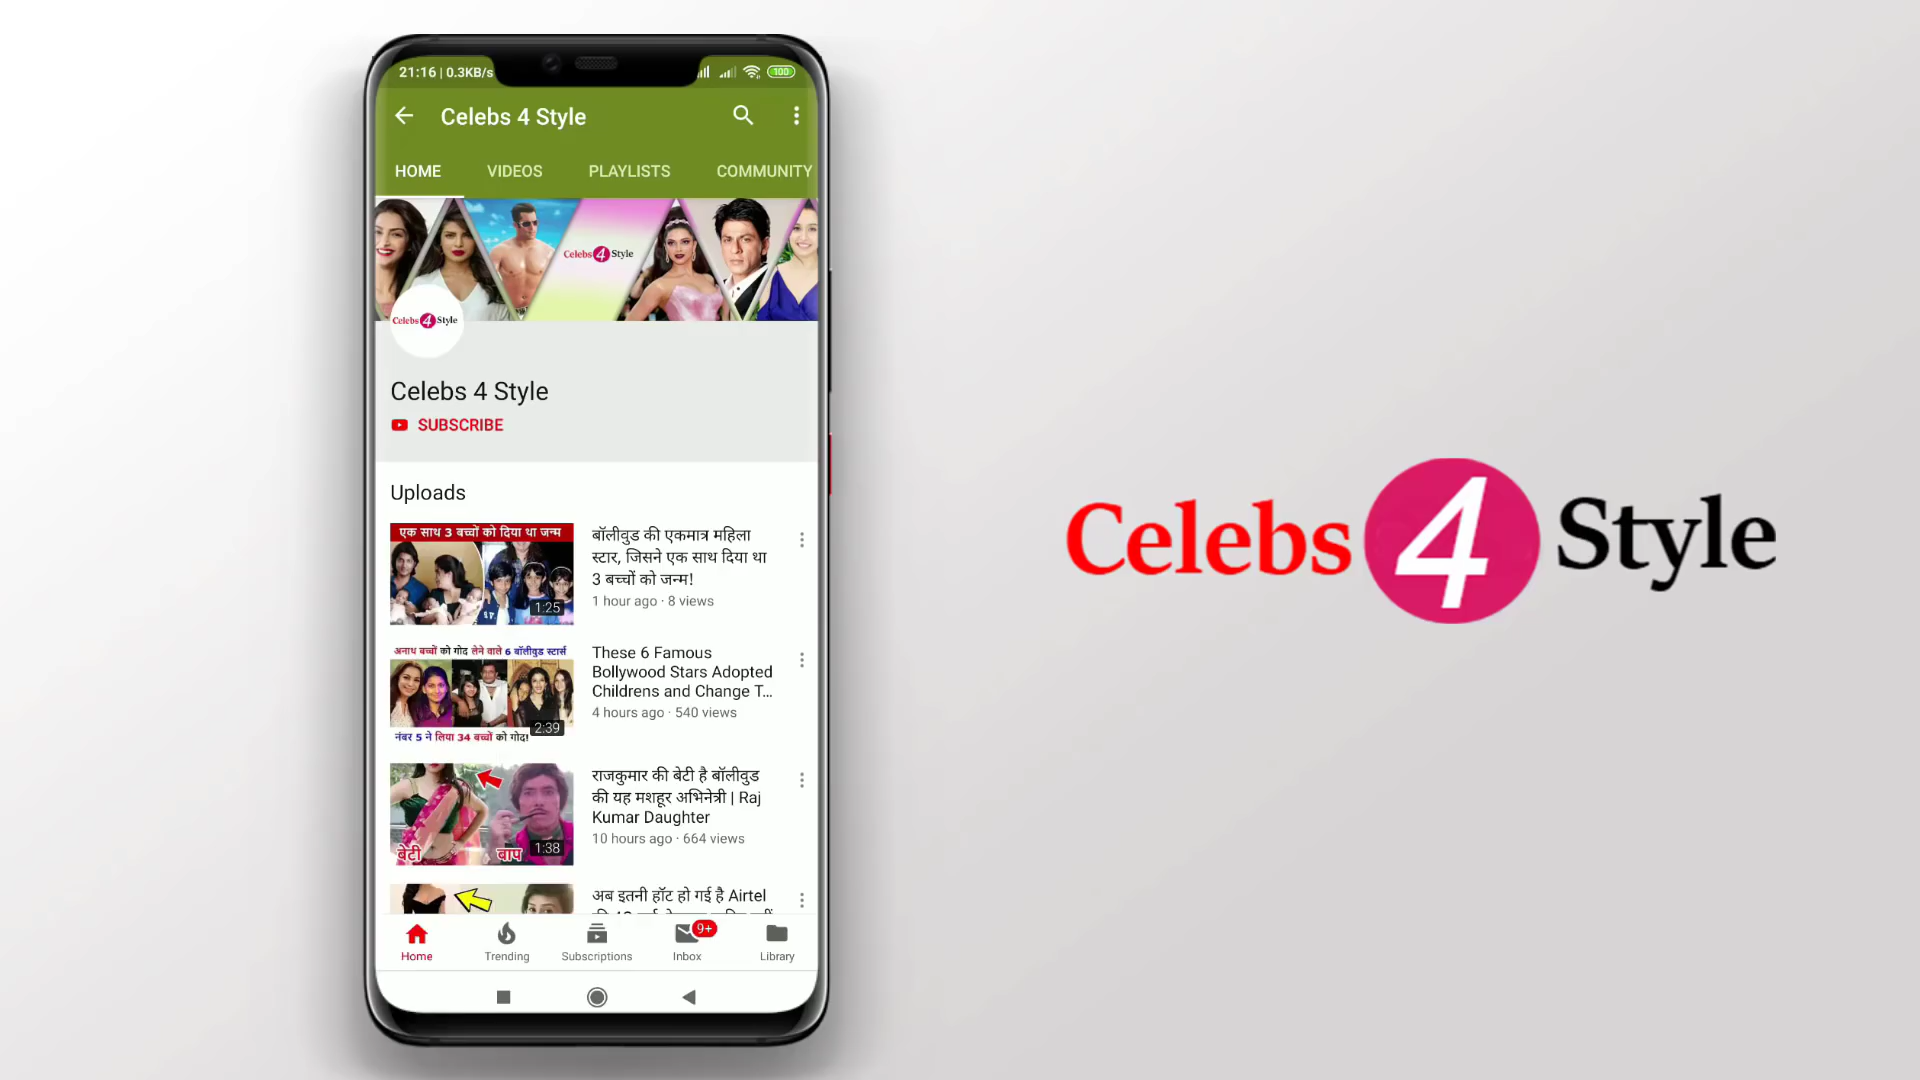 21:16 | 0.3KB/s
100
Celebs 4 Style
HOME
VIDEOS
PLAYLISTS
COMMUNITY
Celebs 4 Style
Celebs 4 Style
Celebs 4 Style
SUBSCRIBE
Uploads
एक साथ 3 बच्चों को दिया था जन्म
1:25
बॉलीवुड की एकमात्र महिला
स्टार, जिसने एक साथ दिया था
3 बच्चों को जन्म!
1 hour ago · 8 views
अनाथ बच्चों को गोद लेने वाले 6 बॉलीवुड स्टार्स
2:39
नंबर 5 ने लिया 34 बच्चों को गोद!
These 6 Famous
Bollywood Stars Adopted
Childrens and Change T...
4 hours ago · 540 views
बेटी
बाप
1:38
राजकुमार की बेटी है बॉलीवुड
की यह मशहूर अभिनेत्री | Raj
Kumar Daughter
10 hours ago · 664 views
अब इतनी हॉट हो गई है Airtel
Home
Trending
Subscriptions
9+
Inbox
Library
Celebs 4 Style